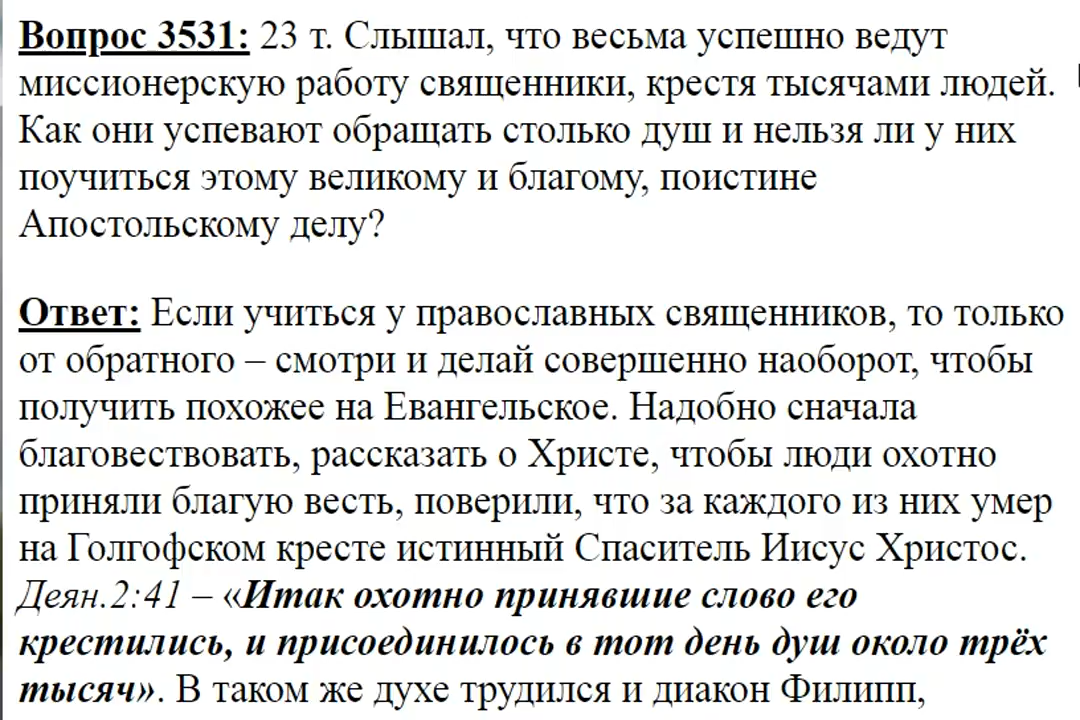 Вопрос 3531: 23 т. Слышал, что весьма успешно ведут
миссионерскую работу священники, крестя тысячами людей.
Как они успевают обращать столько душ и нельзя ли у них
поучиться этому великому и благому, поистине
Апостольскому делу?
Ответ: Если учиться у православных священников, то только
от обратного – смотри и делай совершенно наоборот, чтобы
получить похожее на Евангельское. Надобно сначала
благовествовать, рассказать о Христе, чтобы люди охотно
приняли благую весть, поверили, что за каждого из них умер
на Голгофском кресте истинный Спаситель Иисус Христос.
Деян.2:41 – «Итак охотно принявшие слово его
крестились, и присоединилось в тот день душ около трёх
тысяч». В таком же духе трудился и диакон Филипп,